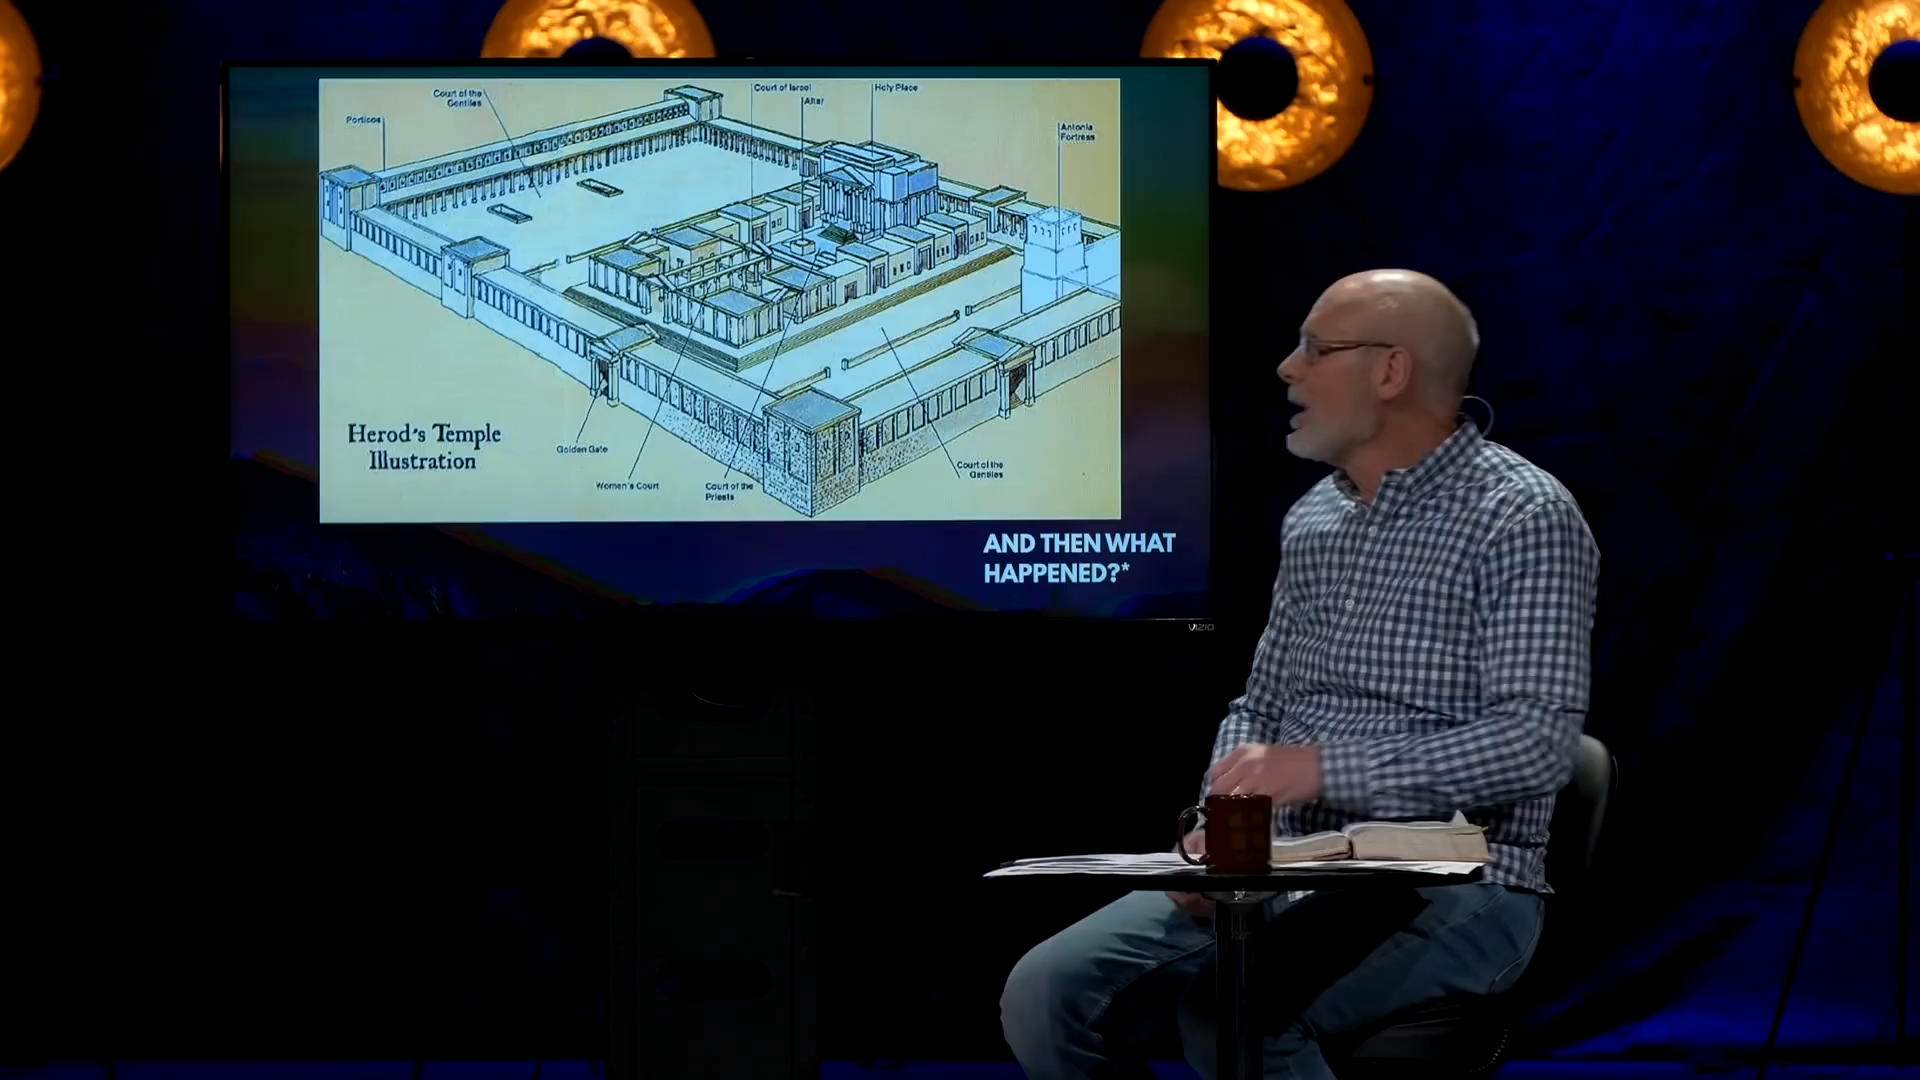 Court of the
Gentiles
Porticos
Court of Israel
Altar
Holy Place
Antonia
Fortress
Herod's Temple
Illustration
Golden Gate
Women's Court
Court of the
Priests
Court of the
Gentiles
AND THEN WHAT
HAPPENED?*
VIZIO